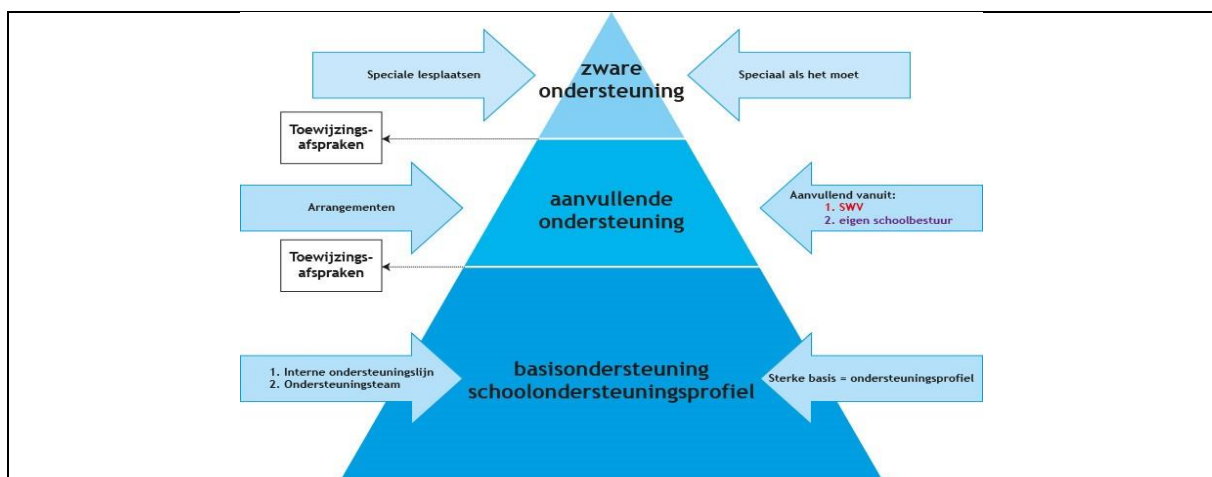 Speciale lesplaatsen
zware
ondersteuning
Speciaal als het moet
Toewijzings-
afspraken
Arrangementen
aanvullende
ondersteuning
Aanvullend vanuit:
1. SWV
2. eigen schoolbestuur
Toewijzings-
afspraken
1. Interne ondersteuningslijn
2. Ondersteuningsteam
basisondersteuning
schoolondersteuningsprofiel
Sterke basis = ondersteuningsprofiel